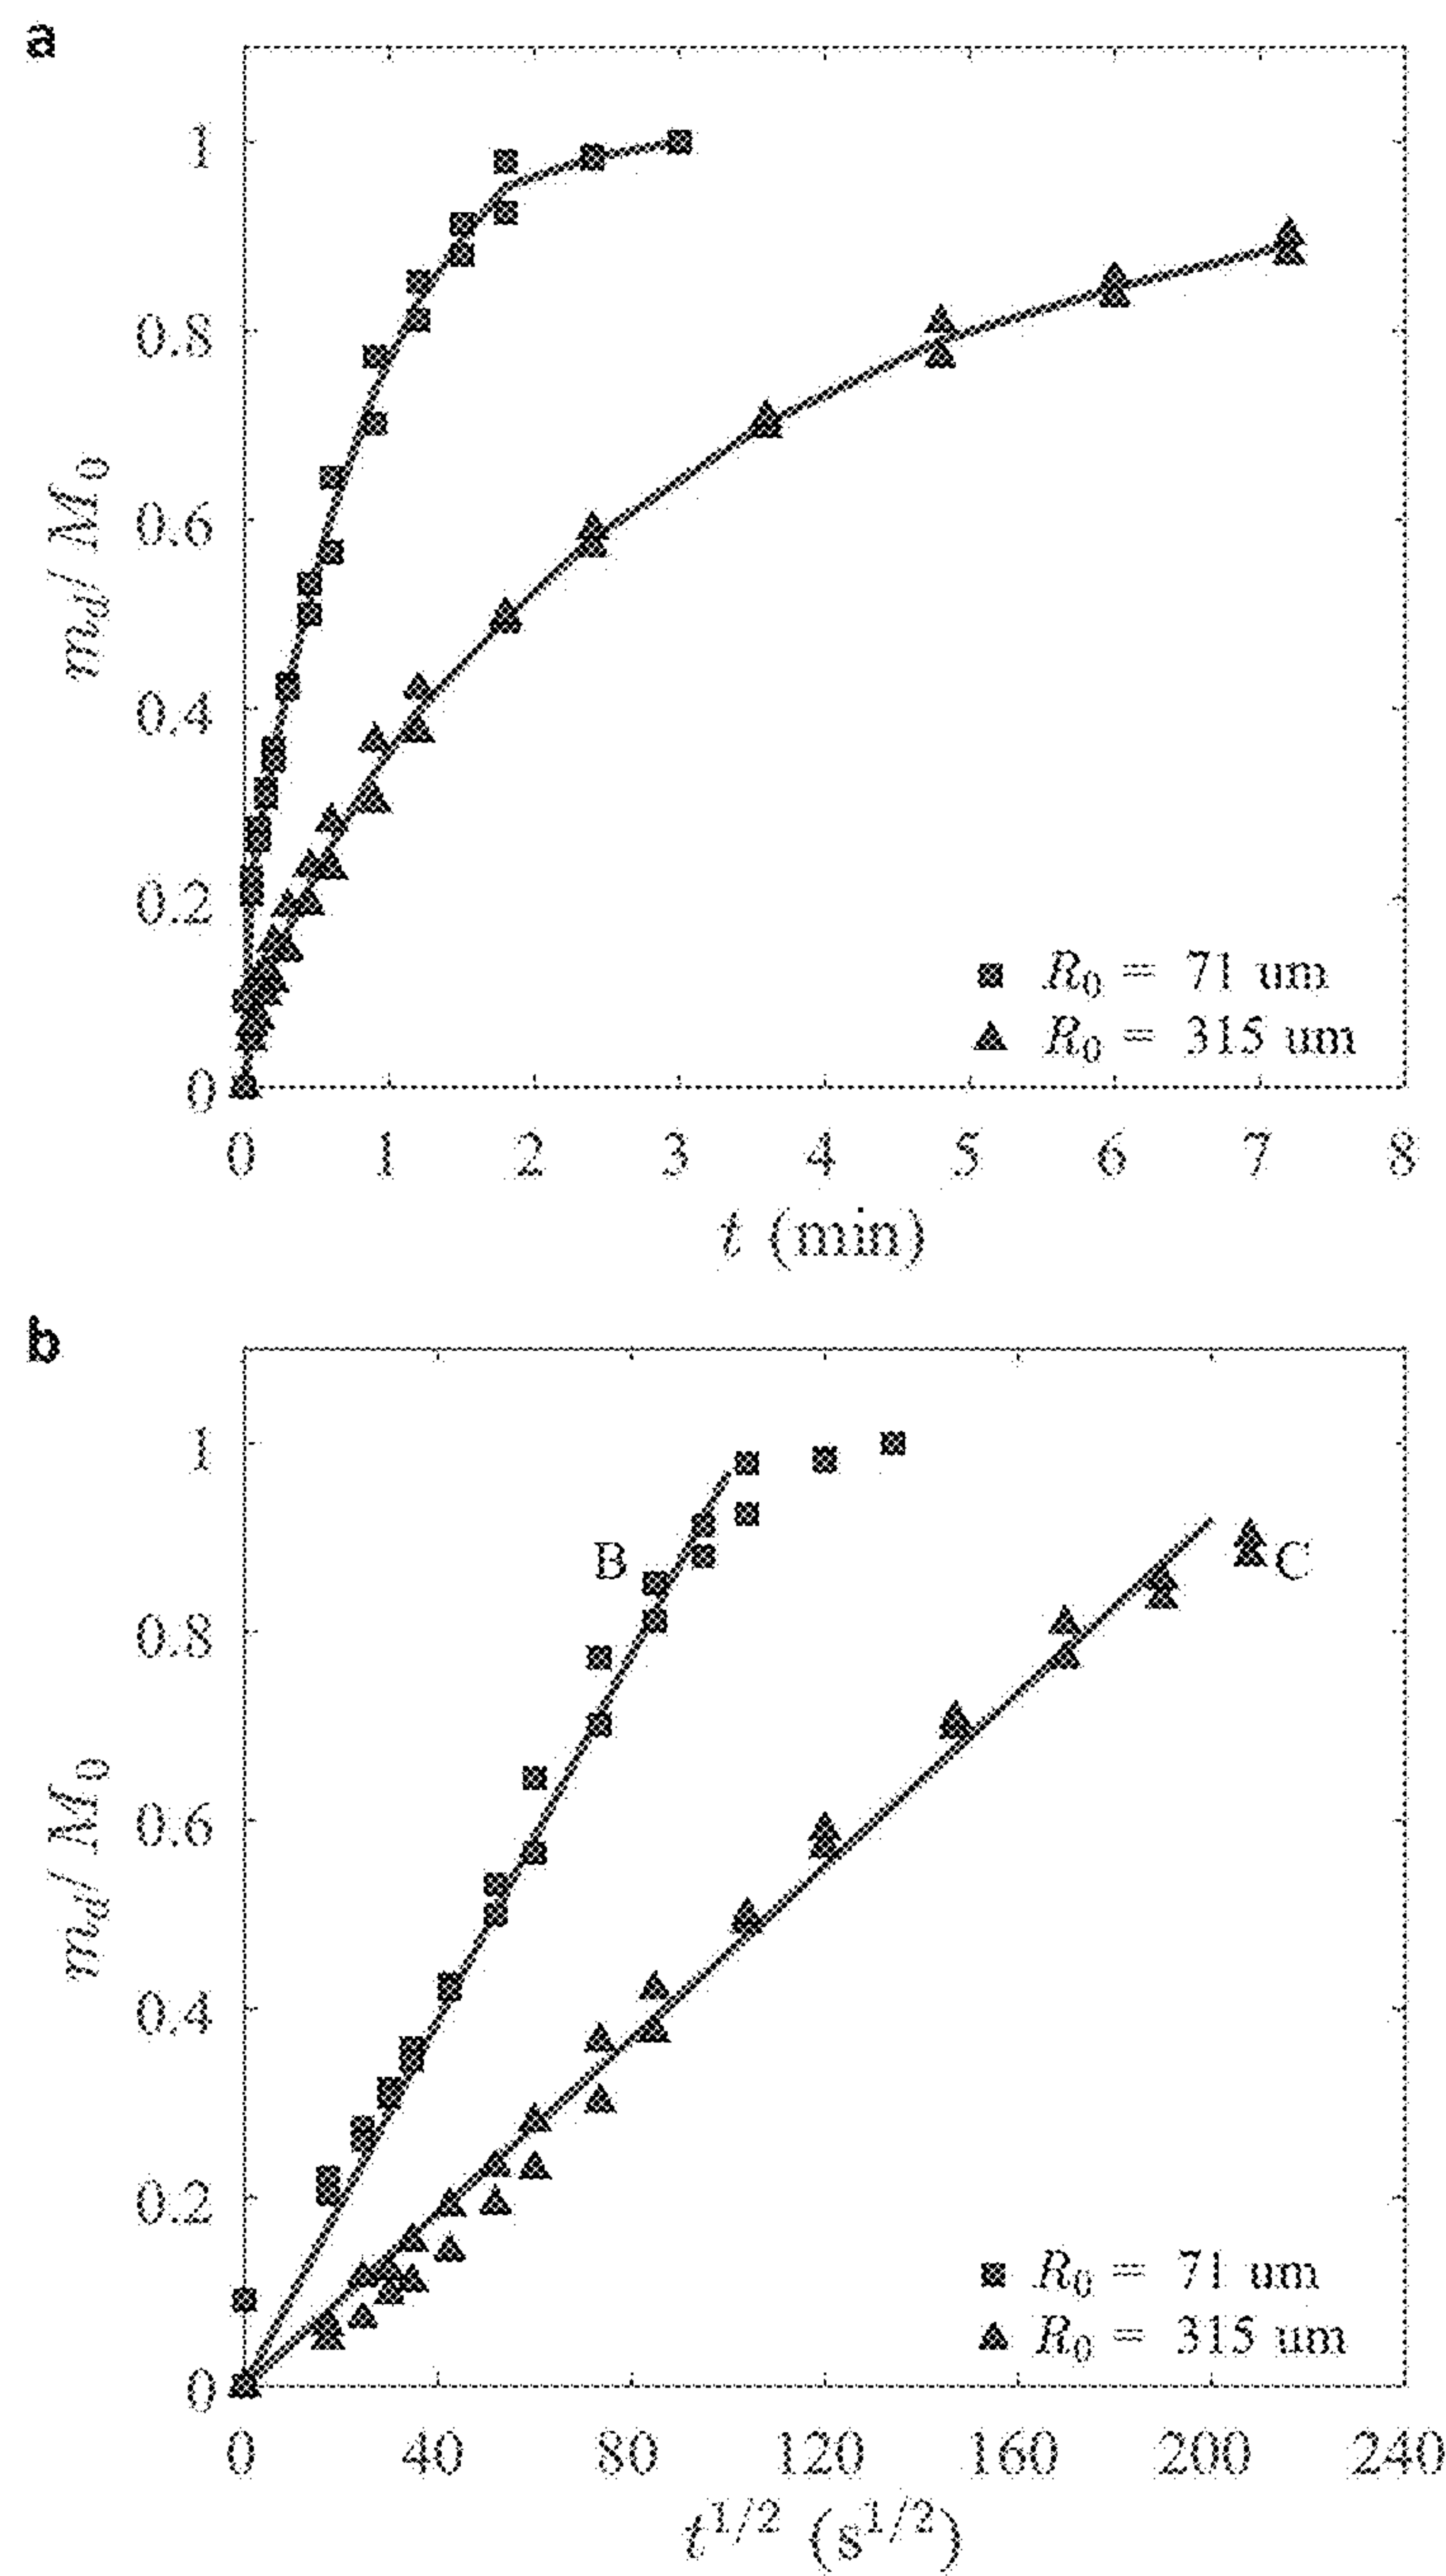 a
1
0.8
0.6
0.4
0.2
0
m_d / M_0
R_0 = 71 um
R_0 = 315 um
0 1 2 3 4 5 6 7 8
t (min)
b
1
0.8
0.6
0.4
0.2
0
m_d / M_0
B
C
R_0 = 71 um
R_0 = 315 um
0 40 80 120 160 200 240
t^{1/2} (s^{1/2})